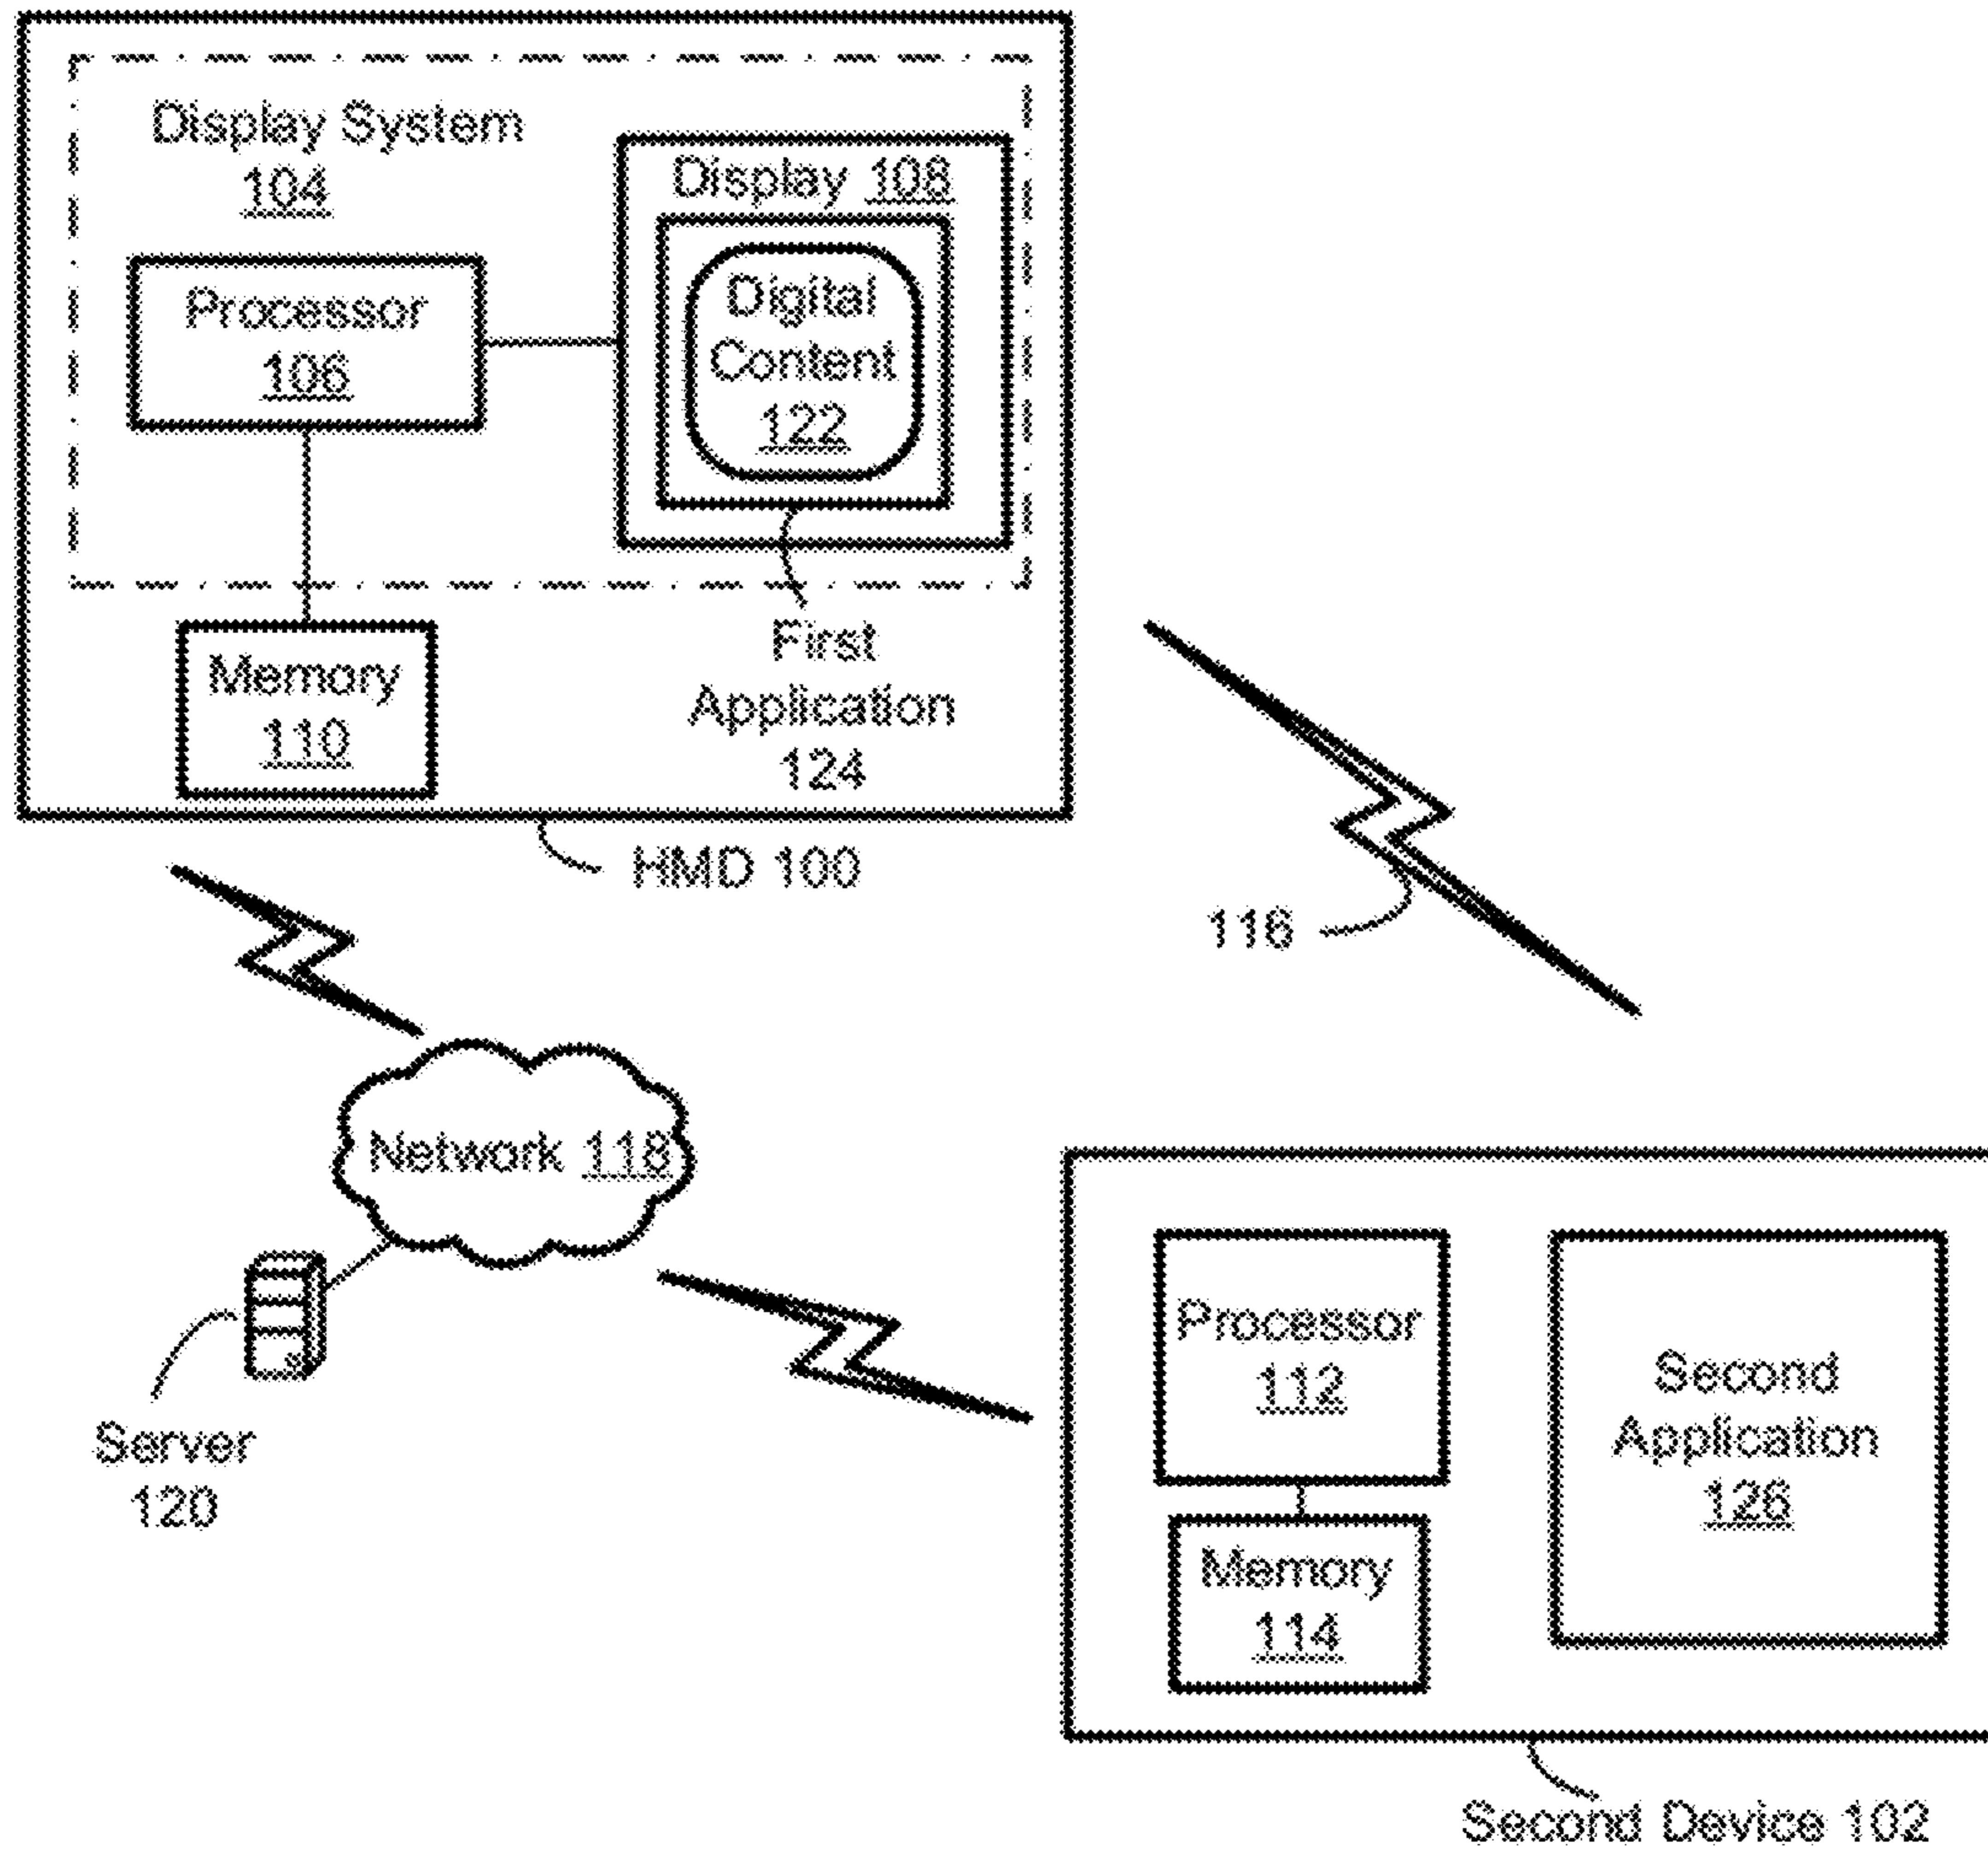 Display System
104
Display 108
Processor
106
Digital
Content
122
Memory
110
First
Application
124
HMD 100
116
Network 118
Server
120
Processor
112
Memory
114
Second
Application
126
Second Device 102